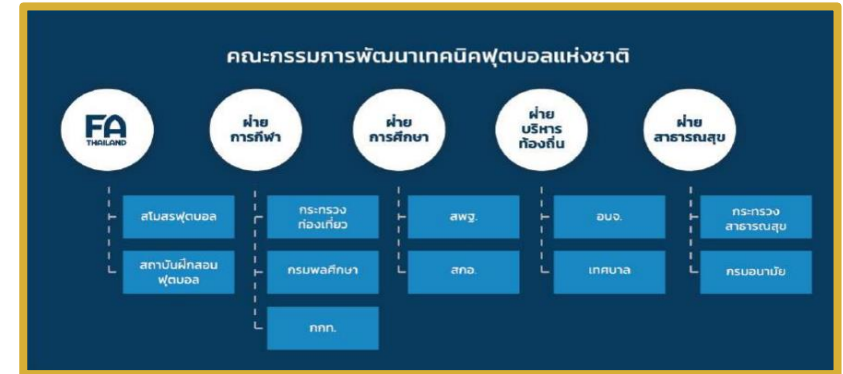 คณะกรรมการพัฒนาเทคนิคฟุตบอลแห่งชาติ
FA
THAILAND
ฝ่าย
การกีฬา
ฝ่าย
การศึกษา
ฝ่าย
บริหาร
ท้องถิ่น
ฝ่าย
สาธารณสุข
สโมสรฟุตบอล
กระทรวง
ท่องเที่ยว
สพฐ.
อบจ.
กระทรวง
สาธารณสุข
สถาบันฝึกสอน
ฟุตบอล
กรมพลศึกษา
สกอ.
เทศบาล
กรมอนามัย
กกท.